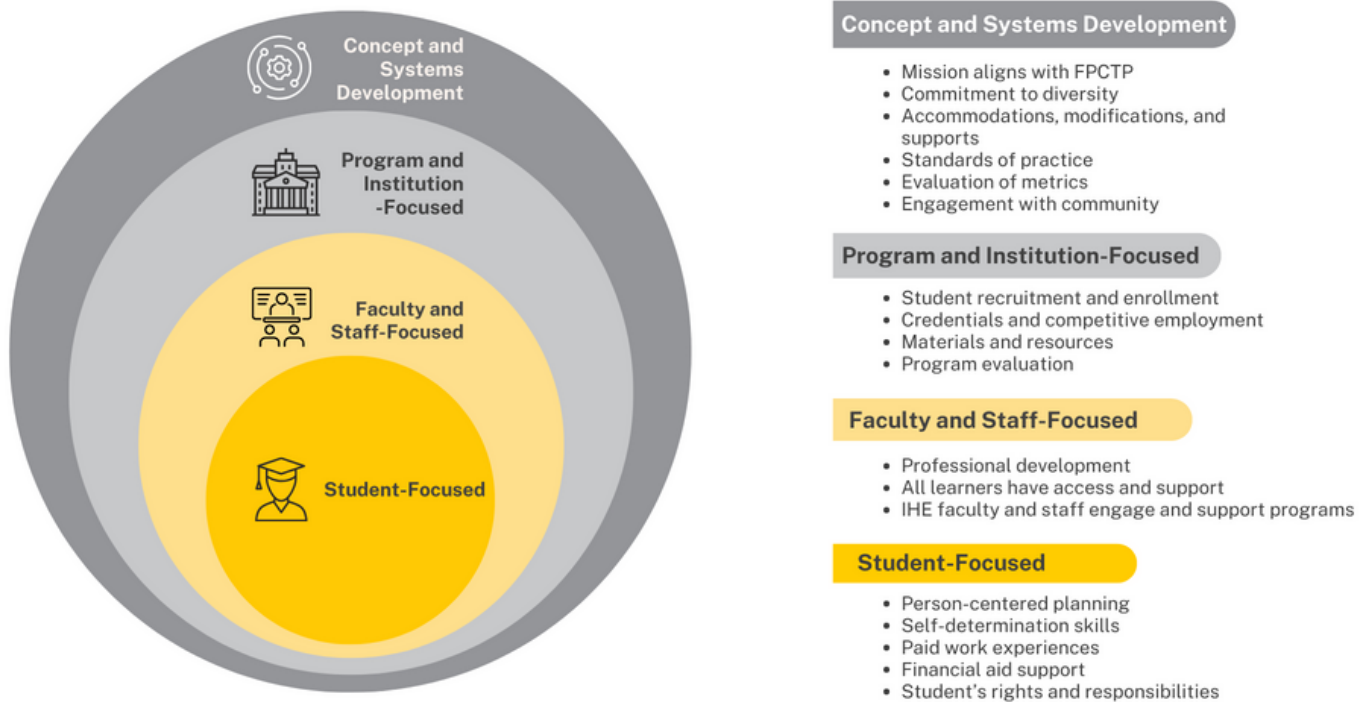 Concept and
Systems
Development
Program and
Institution
-Focused
Faculty and
Staff-Focused
Student-Focused
Concept and Systems Development
• Mission aligns with FPCTP
• Commitment to diversity
• Accommodations, modifications, and
supports
• Standards of practice
• Evaluation of metrics
• Engagement with community
Program and Institution-Focused
• Student recruitment and enrollment
• Credentials and competitive employment
• Materials and resources
• Program evaluation
Faculty and Staff-Focused
• Professional development
• All learners have access and support
• IHE faculty and staff engage and support programs
Student-Focused
• Person-centered planning
• Self-determination skills
• Paid work experiences
• Financial aid support
• Student's rights and responsibilities